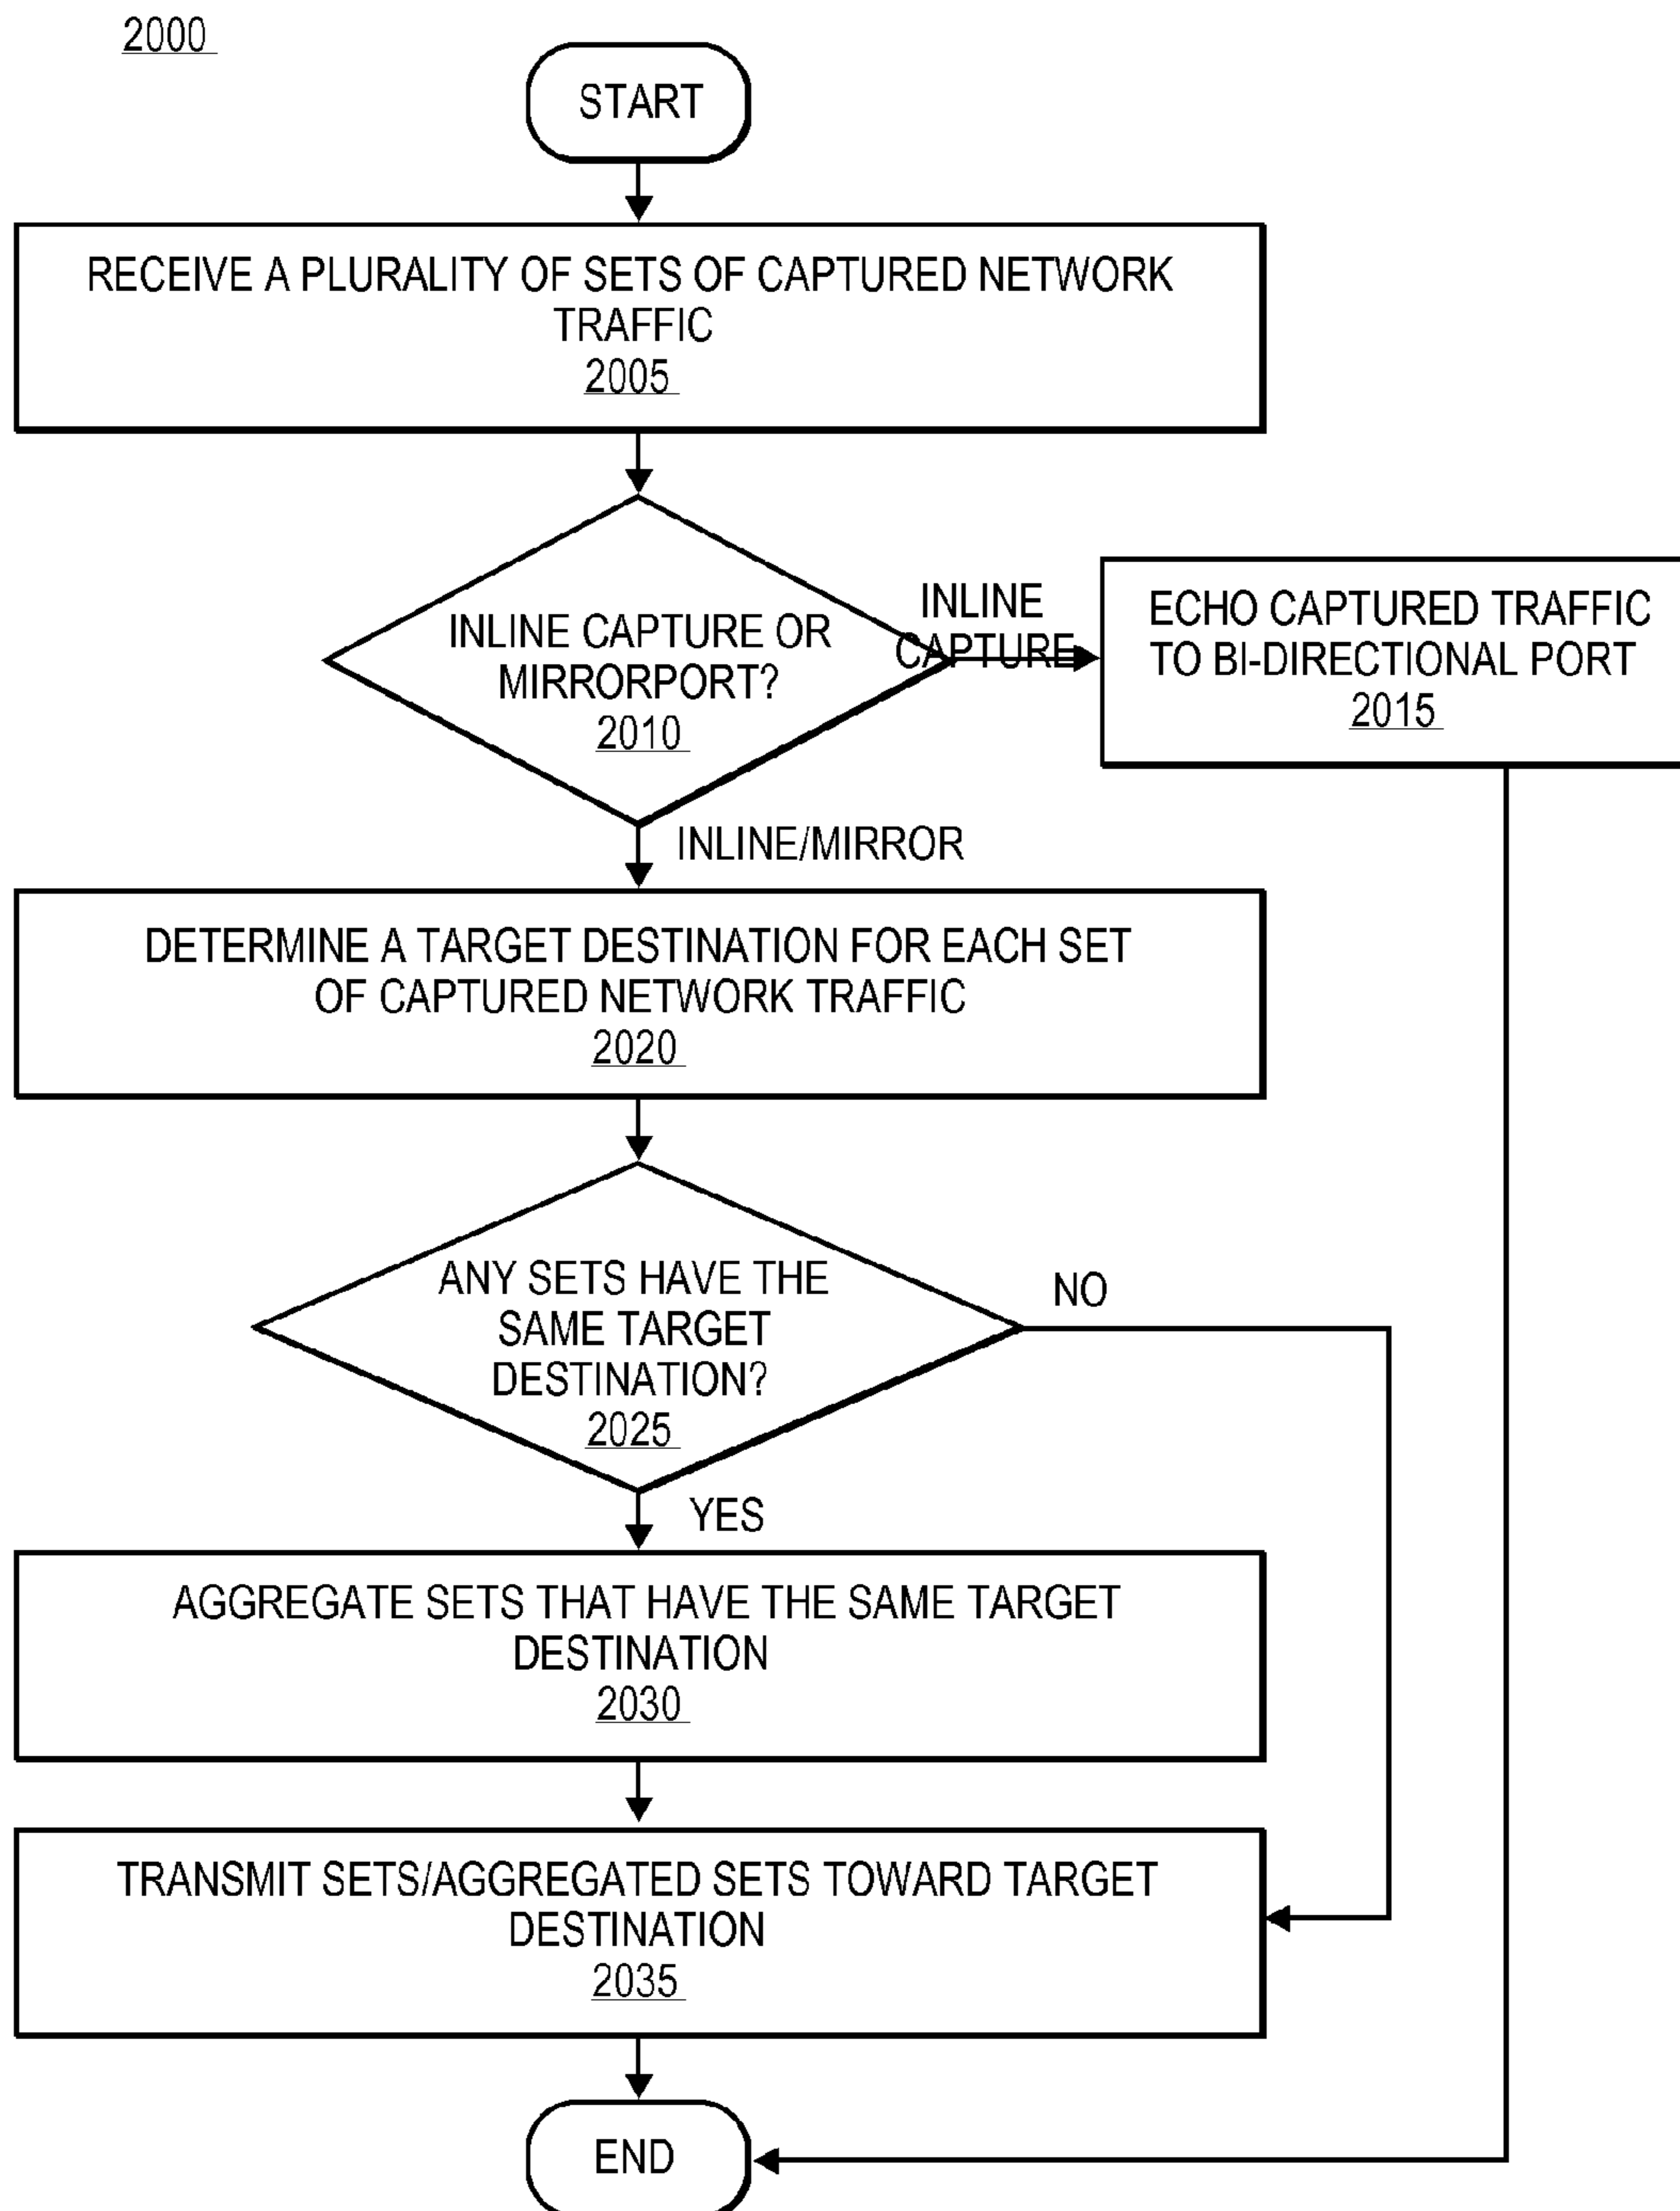 2000
START
RECEIVE A PLURALITY OF SETS OF CAPTURED NETWORK
TRAFFIC
2005
INLINE CAPTURE OR
MIRRORPORT?
2010
INLINE
CAPTURE
ECHO CAPTURED TRAFFIC
TO BI-DIRECTIONAL PORT
2015
INLINE/MIRROR
DETERMINE A TARGET DESTINATION FOR EACH SET
OF CAPTURED NETWORK TRAFFIC
2020
ANY SETS HAVE THE
SAME TARGET
DESTINATION?
2025
NO
YES
AGGREGATE SETS THAT HAVE THE SAME TARGET
DESTINATION
2030
TRANSMIT SETS/AGGREGATED SETS TOWARD TARGET
DESTINATION
2035
END